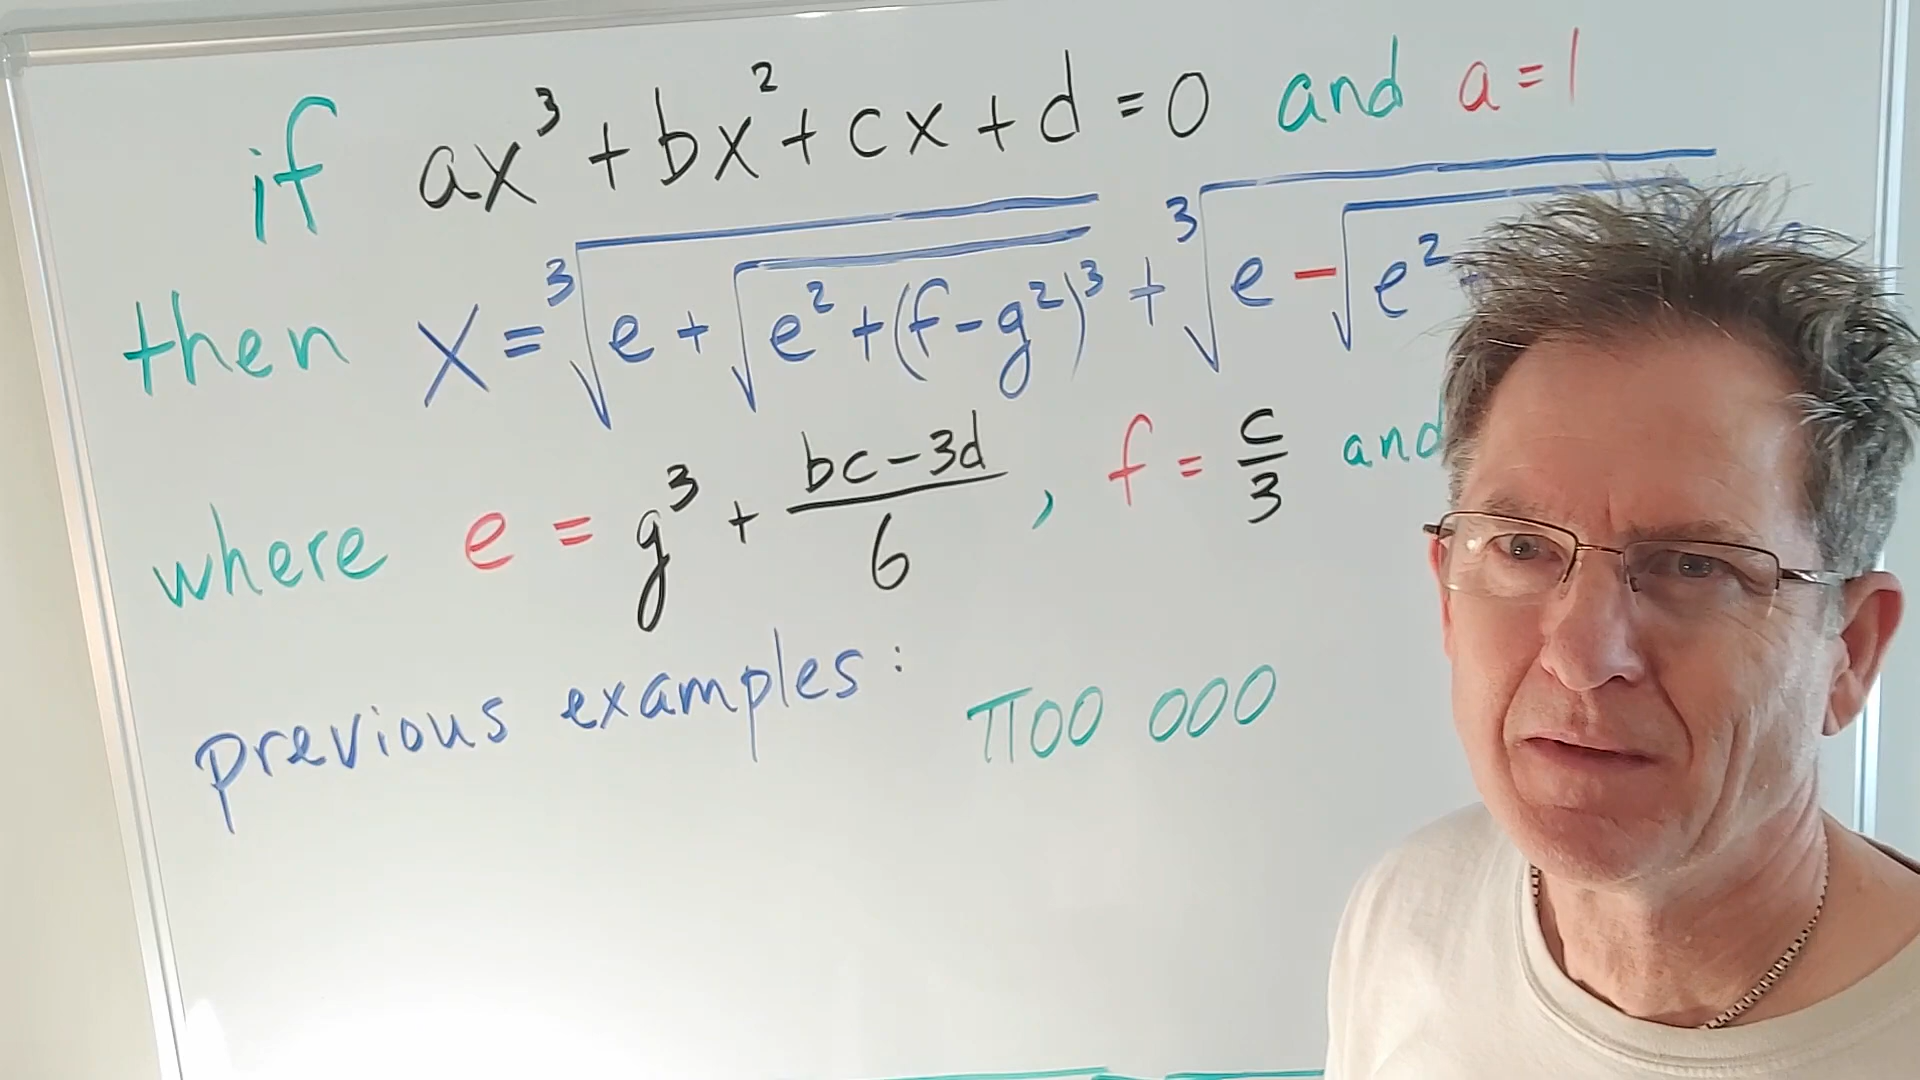 if ax³ + bx² + cx + d = 0 and a = 1
then x = ∛(e + √(e² + (f - g²)³)) + ∛(e - √(e²
where e = g³ + (bc - 3d)/6 , f = c/3 and
previous examples: π00 000